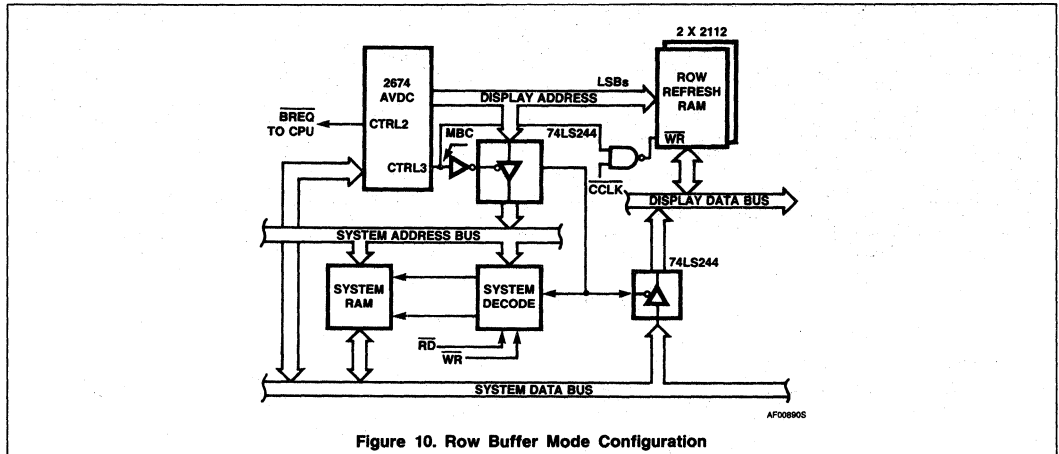 2 X 2112
2674
AVDC
LSBs
ROW
REFRESH
RAM
DISPLAY ADDRESS
BREQ
TO CPU
CTRL2
MBC
74LS244
WR
CTRL3
CCLK
DISPLAY DATA BUS
SYSTEM ADDRESS BUS
74LS244
SYSTEM
RAM
SYSTEM
DECODE
RD
WR
SYSTEM DATA BUS
AF00890S
Figure 10. Row Buffer Mode Configuration